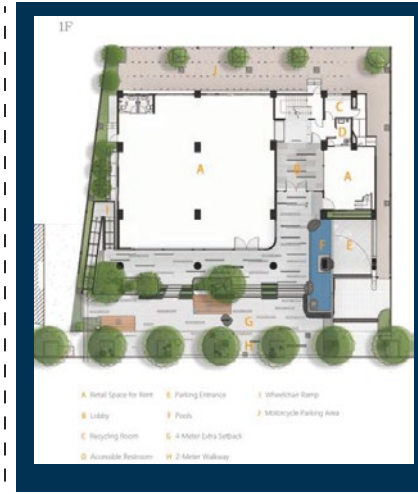 1F
J
C
D
A
B
A
I
F
E
G
H
A Retail Space for Rent
E Parking Entrance
I Wheelchair Ramp
B Lobby
F Pools
J Motorcycle Parking Area
C Recycling Room
G 4-Meter Extra Setback
D Accessible Restroom
H 2-Meter Walkway